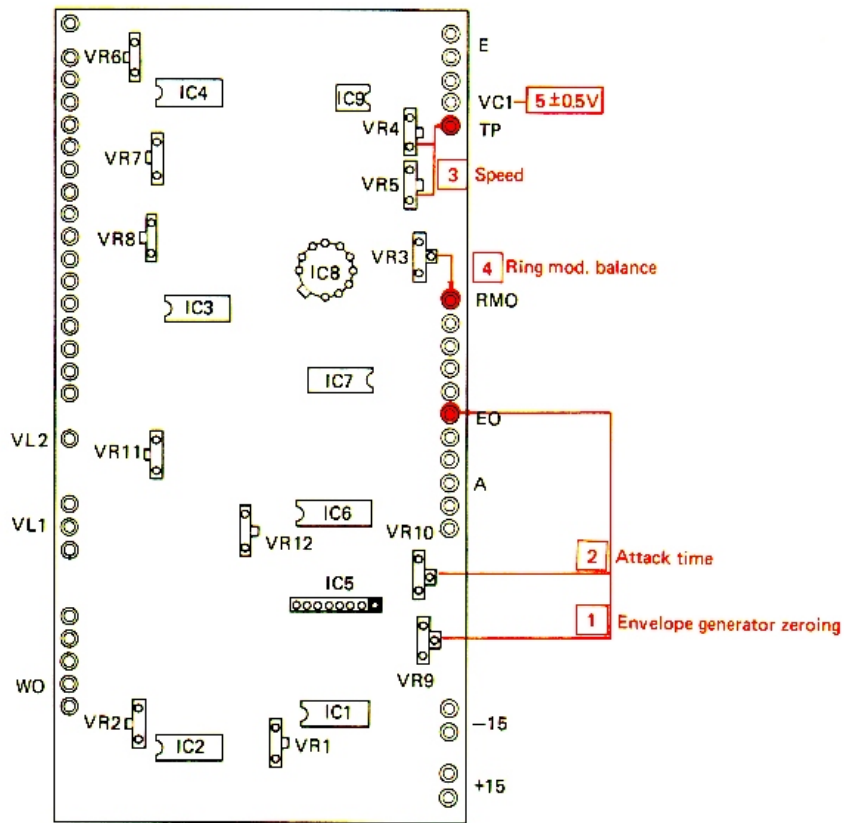 E
VR6
IC4
IC9
VC1
5±0.5V
VR4
TP
VR7
VR5
3 Speed
VR8
VR3
IC8
4 Ring mod. balance
RMO
IC3
IC7
EO
VL2
VR11
A
IC6
VL1
VR12
VR10
2 Attack time
IC5
1 Envelope generator zeroing
VR9
WO
IC1
-15
VR2
IC2
VR1
+15